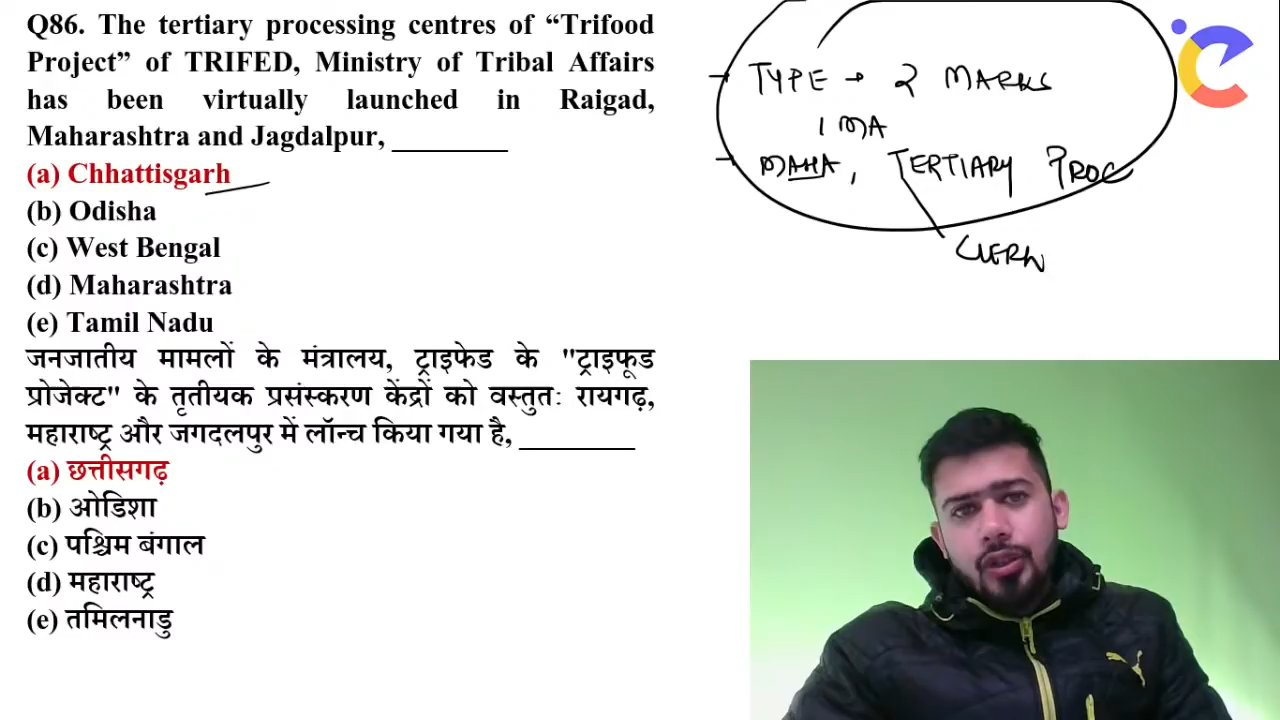 Q86. The tertiary processing centres of “Trifood
Project” of TRIFED, Ministry of Tribal Affairs
has been virtually launched in Raigad,
Maharashtra and Jagdalpur, ________
(a) Chhattisgarh
(b) Odisha
(c) West Bengal
(d) Maharashtra
(e) Tamil Nadu
जनजातीय मामलों के मंत्रालय, ट्राइफेड के "ट्राइफूड
प्रोजेक्ट" के तृतीयक प्रसंस्करण केंद्रों को वस्तुतः रायगढ़,
महाराष्ट्र और जगदलपुर में लॉन्च किया गया है, ________
(a) छत्तीसगढ़
(b) ओडिशा
(c) पश्चिम बंगाल
(d) महाराष्ट्र
(e) तमिलनाडु
TYPE → 2 MARKS
1 MA
MAHA, TERTIARY PROC